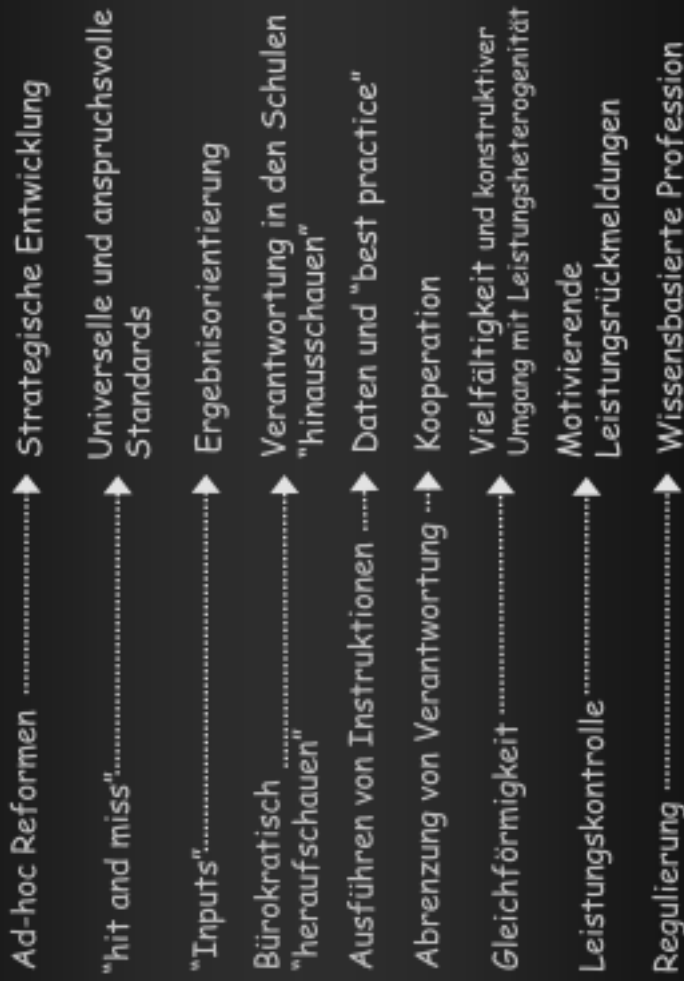 Ad-hoc Reformen ........ Strategische Entwicklung
"hit and miss" ........ Universelle und anspruchsvolle
Standards
"Inputs" ........ Ergebnisorientierung
Bürokratisch ........ Verantwortung in den Schulen
"heraufschauen" "hinausschauen"
Ausführen von Instruktionen ..... Daten und "best practice"
Abrenzung von Verantwortung ... Kooperation
Gleichförmigkeit ........ Vielfältigkeit und konstruktiver
Umgang mit Leistungsheterogenität
Leistungskontrolle ........ Motivierende
Leistungsrückmeldungen
Regulierung ........ Wissensbasierte Profession